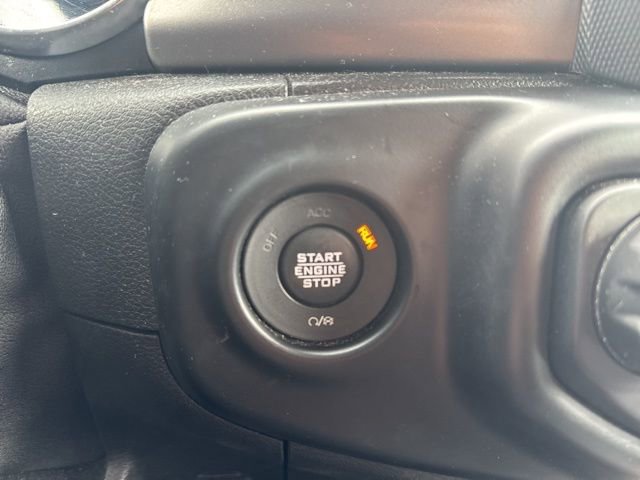 ACC
OFF
RUN
START
ENGINE
STOP